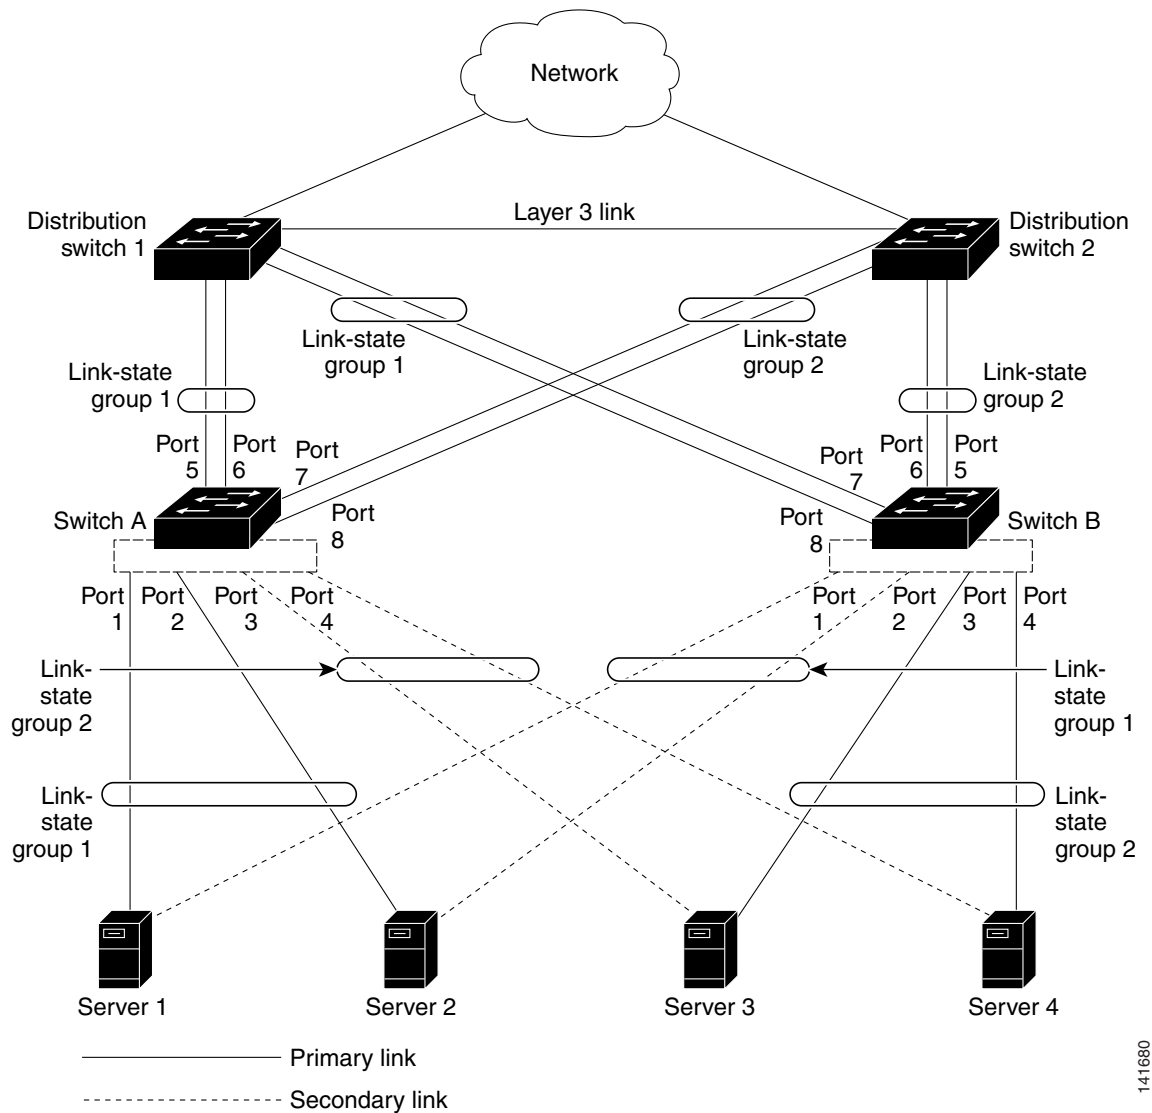 Network
Layer 3 link
Distribution
switch 1
Distribution
switch 2
Link-state
group 1
Link-state
group 2
Link-state
group 1
Link-state
group 2
Port
5
Port
6
Port
7
Port
8
Port
7
Port
6
Port
5
Port
8
Switch A
Switch B
Port
1
Port
2
Port
3
Port
4
Port
1
Port
2
Port
3
Port
4
Link-
state
group 2
Link-
state
group 1
Link-
state
group 1
Link-
state
group 2
Server 1
Server 2
Server 3
Server 4
Primary link
Secondary link
141680